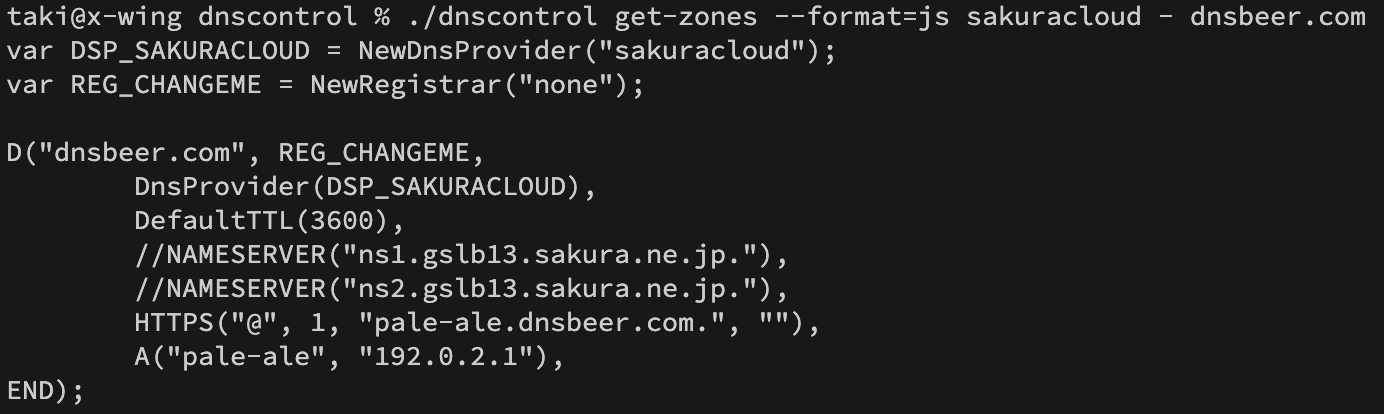 taki@x-wing dnscontrol % ./dnscontrol get-zones --format=js sakuracloud - dnsbeer.com
var DSP_SAKURACLOUD = NewDnsProvider("sakuracloud");
var REG_CHANGEME = NewRegistrar("none");

D("dnsbeer.com", REG_CHANGEME,
        DnsProvider(DSP_SAKURACLOUD),
        DefaultTTL(3600),
        //NAMESERVER("ns1.gslb13.sakura.ne.jp."),
        //NAMESERVER("ns2.gslb13.sakura.ne.jp."),
        HTTPS("@", 1, "pale-ale.dnsbeer.com.", ""),
        A("pale-ale", "192.0.2.1"),
END);